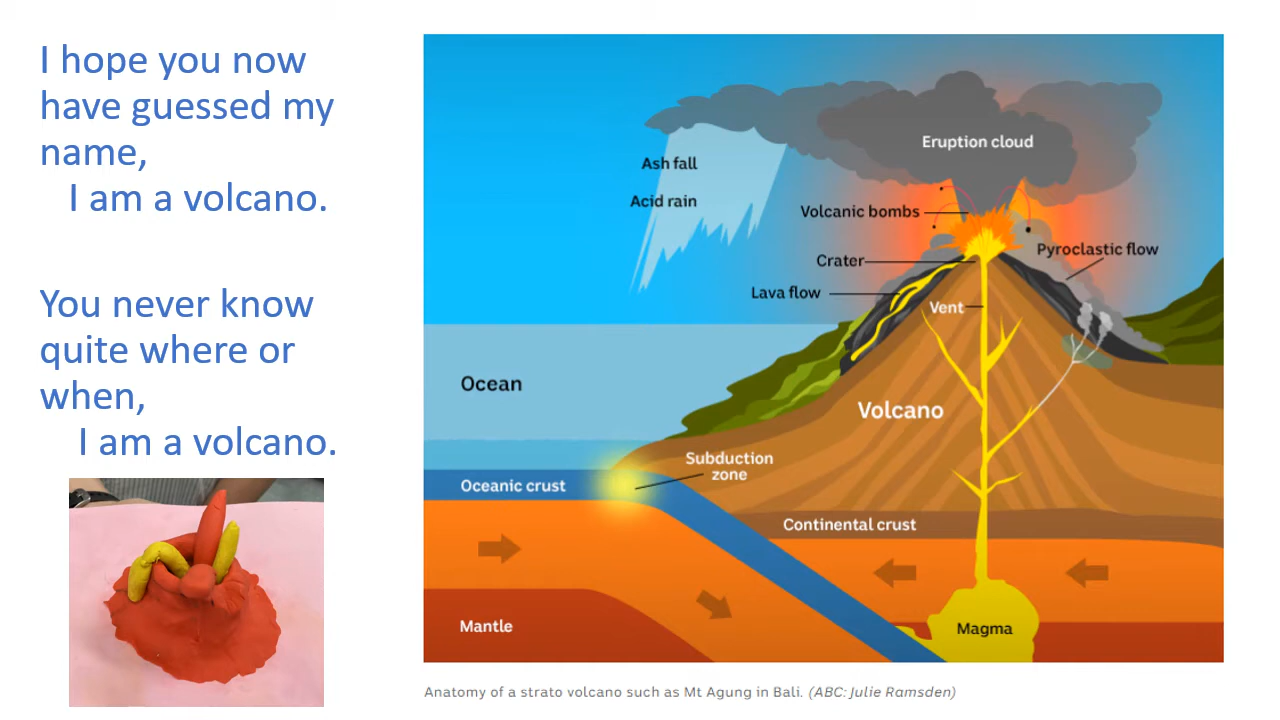 I hope you now
have guessed my
name,
I am a volcano.
You never know
quite where or
when,
I am a volcano.
Eruption cloud
Ash fall
Acid rain
Volcanic bombs
Pyroclastic flow
Crater
Lava flow
Vent
Ocean
Volcano
Subduction
zone
Oceanic crust
Continental crust
Mantle
Magma
Anatomy of a strato volcano such as Mt Agung in Bali. (ABC: Julie Ramsden)